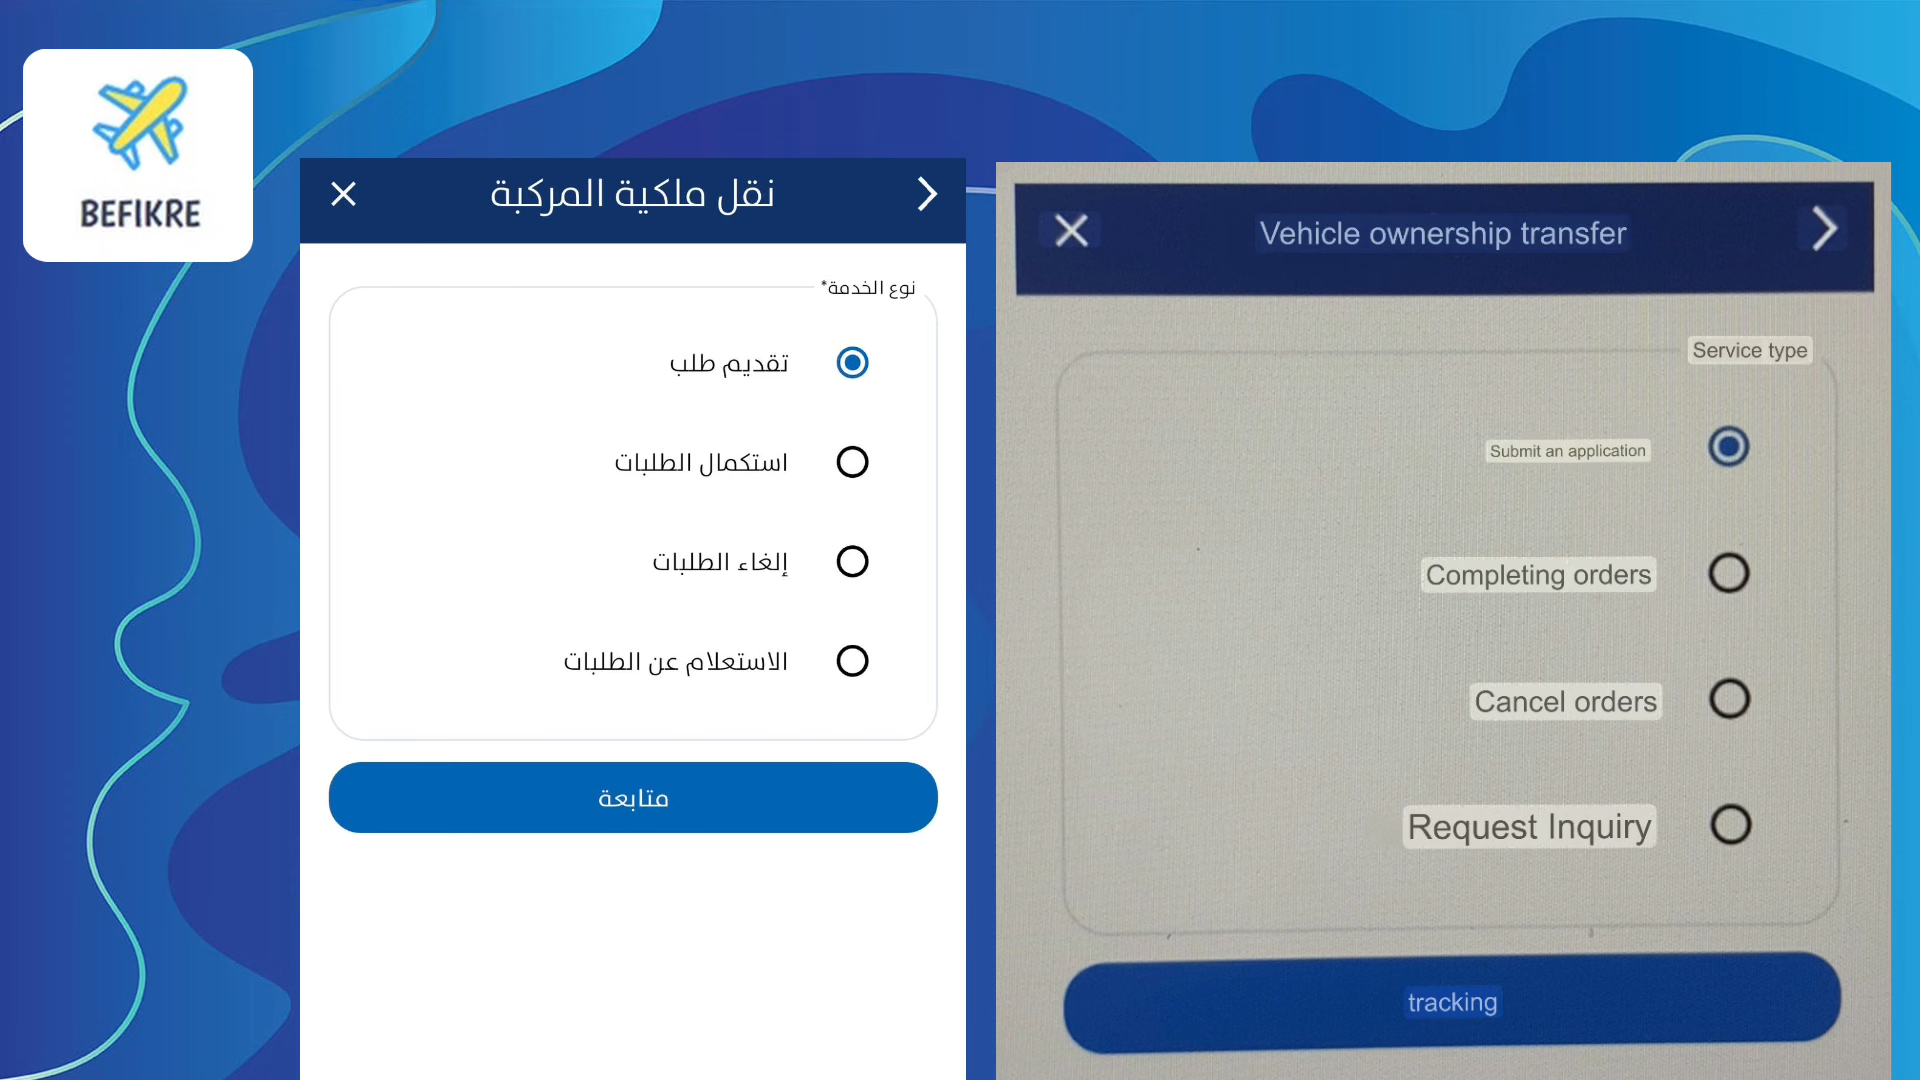 BEFIKRE
نقل ملكية المركبة
نوع الخدمة*
تقديم طلب
استكمال الطلبات
إلغاء الطلبات
الاستعلام عن الطلبات
متابعة
Vehicle ownership transfer
Service type
Submit an application
Completing orders
Cancel orders
Request Inquiry
tracking